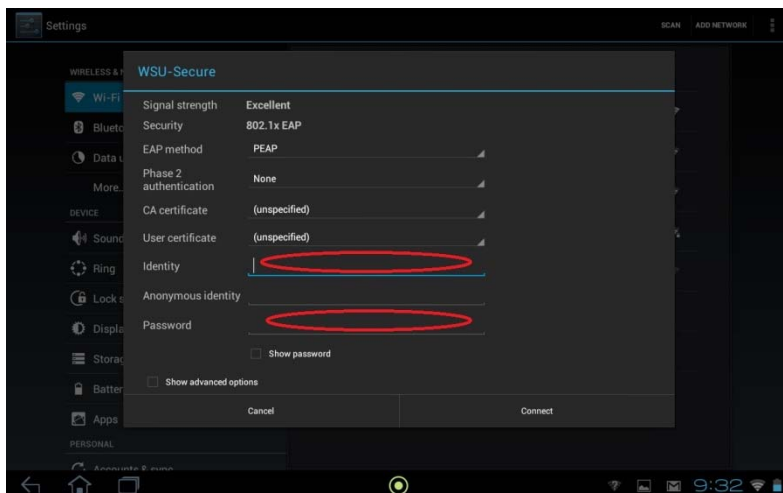 Settings
SCAN ADD NETWORK
WIRELESS & N
Wi-Fi
Blueto
Data u
More..
DEVICE
Sound
Ring
Lock s
Displa
Storag
Batter
Apps
PERSONAL
Accounts & sync
WSU-Secure
Signal strength Excellent
Security 802.1x EAP
EAP method PEAP
Phase 2
authentication None
CA certificate (unspecified)
User certificate (unspecified)
Identity
Anonymous identity
Password
Show password
Show advanced options
Cancel Connect
9:32